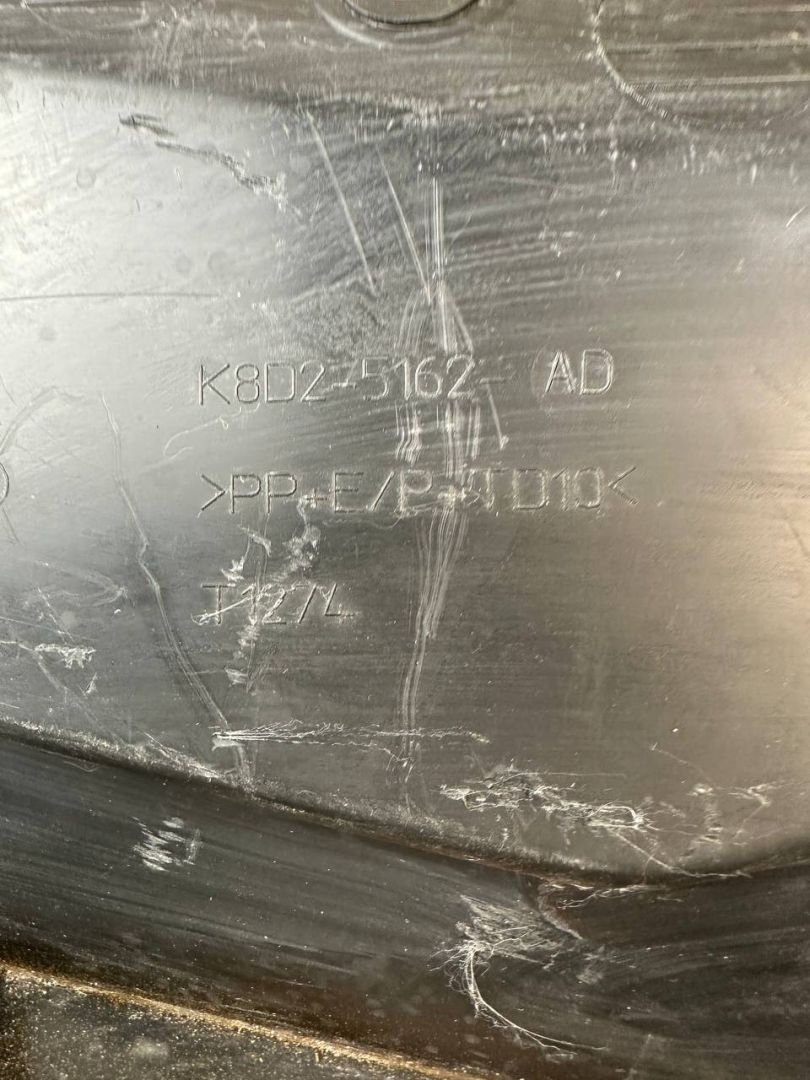 K8D2-5162- AD
>PP+E/P+TD10<
T1274